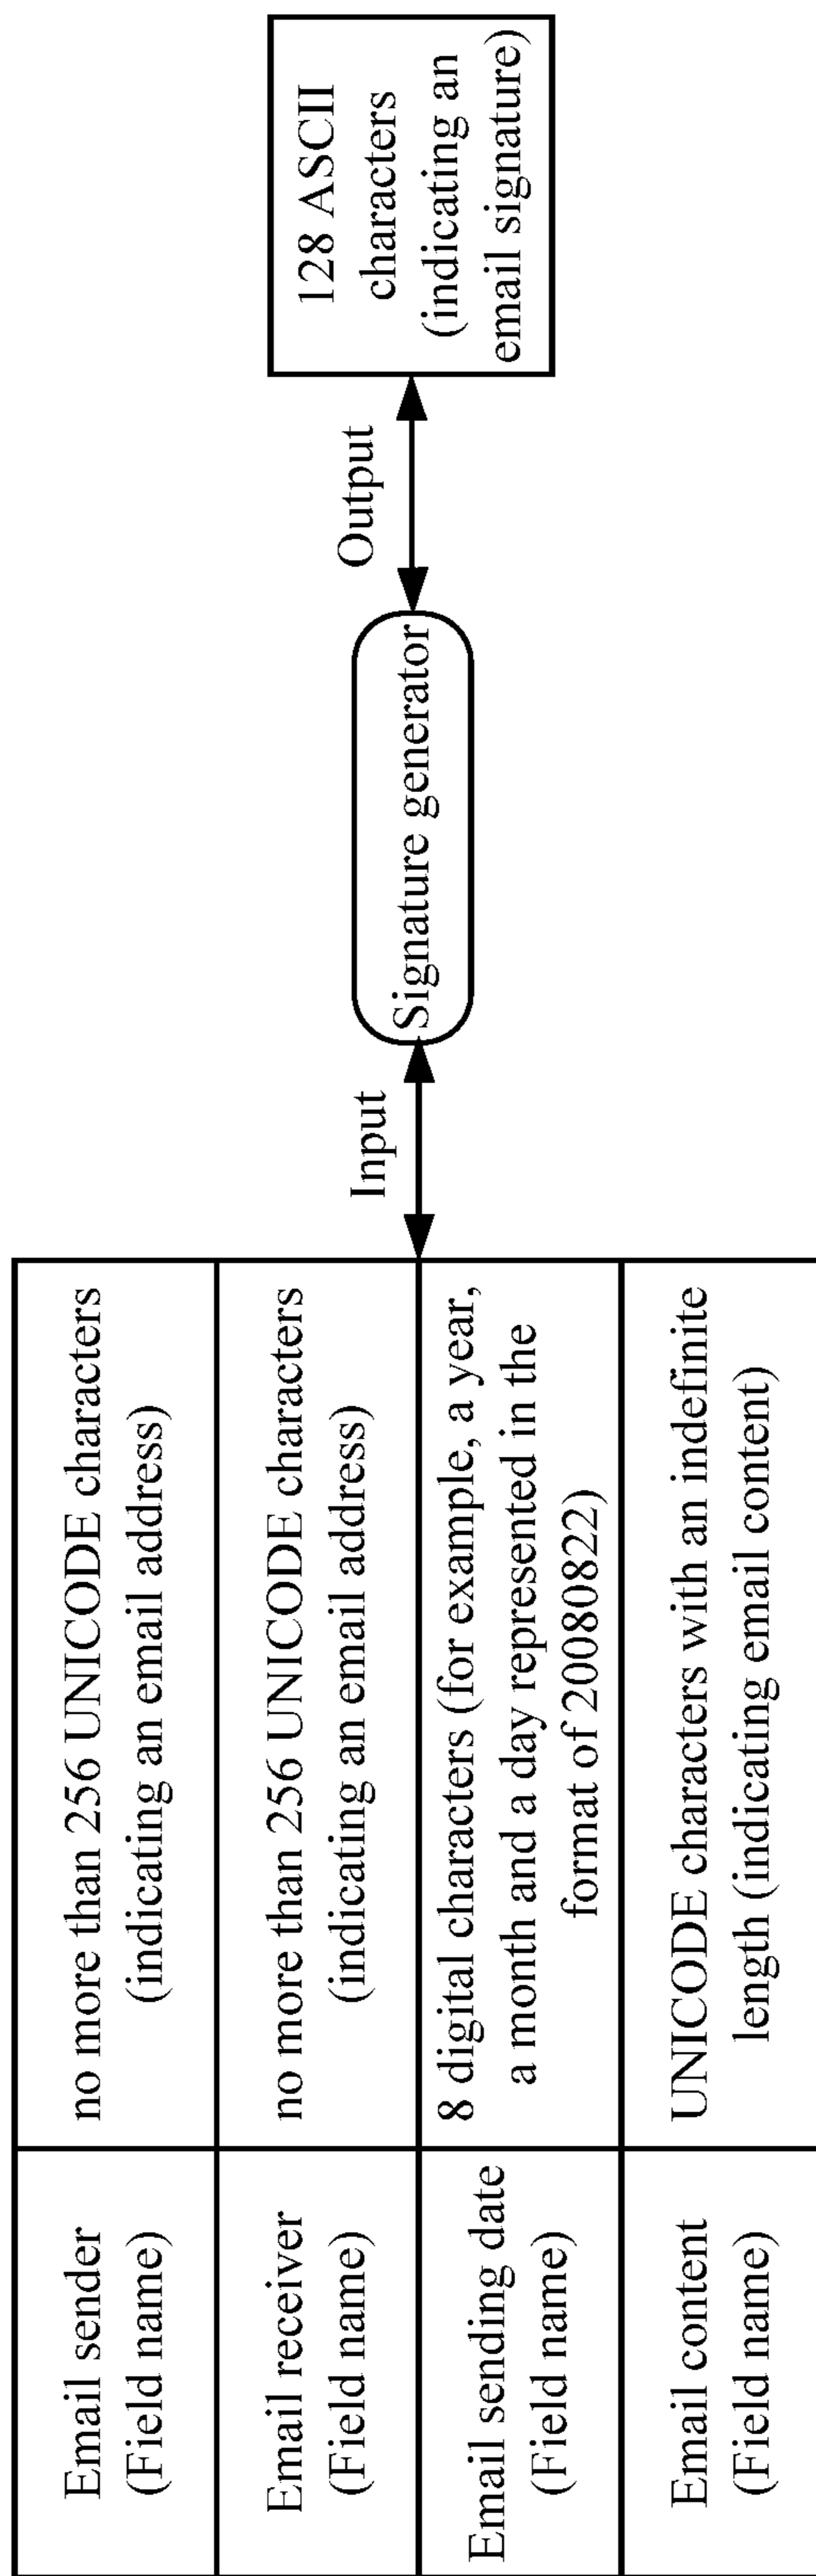 Email sender
(Field name)
no more than 256 UNICODE characters
(indicating an email address)
Email receiver
(Field name)
no more than 256 UNICODE characters
(indicating an email address)
Email sending date
(Field name)
8 digital characters (for example, a year,
a month and a day represented in the
format of 20080822)
Email content
(Field name)
UNICODE characters with an indefinite
length (indicating email content)
Input
Signature generator
Output
128 ASCII
characters
(indicating an
email signature)